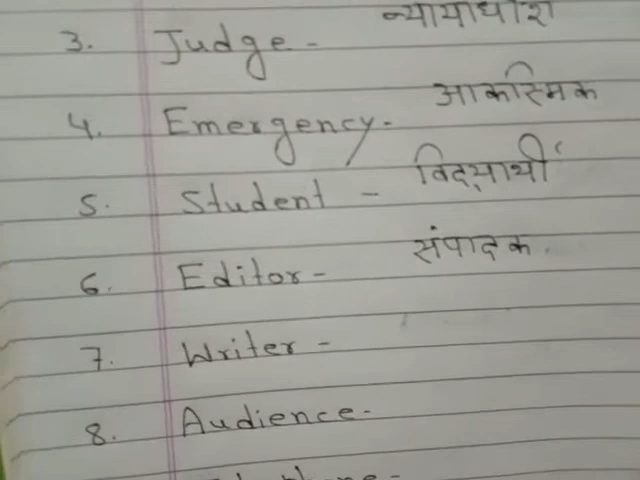 3. Judge - न्यायाधीश
4. Emergency. - आकस्मिक
5. Student - विद्यार्थी
6. Editor - संपादक.
7. Writer -
8. Audience. -